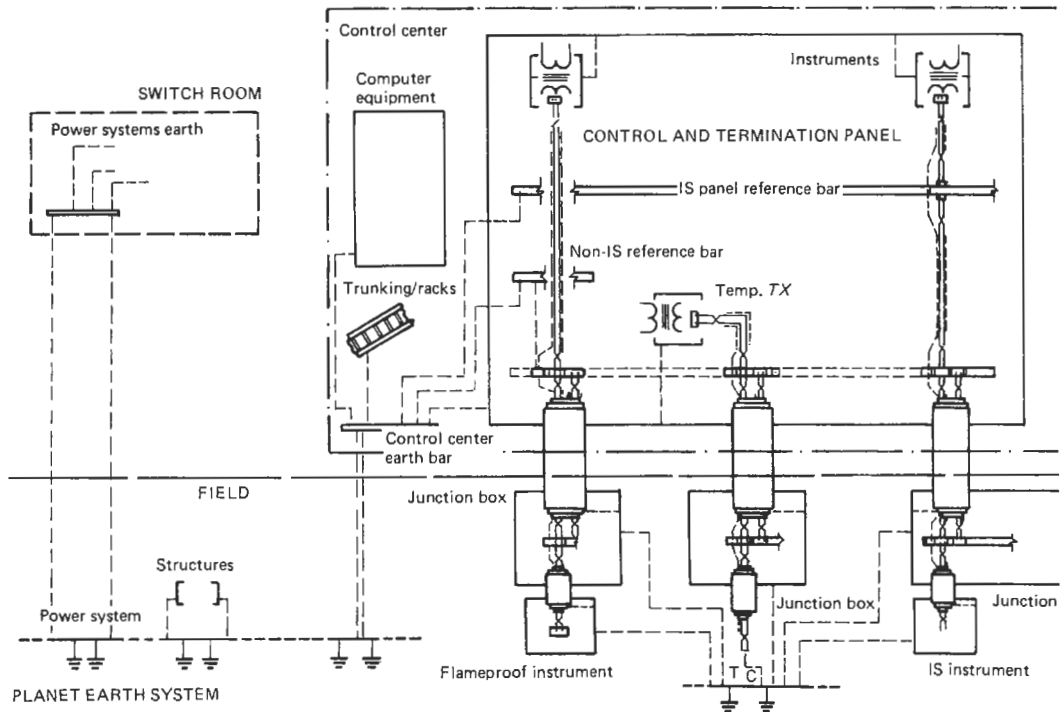 Control center
Instruments
Computer
equipment
SWITCH ROOM
Power systems earth
CONTROL AND TERMINATION PANEL
IS panel reference bar
Non-IS reference bar
Trunking/racks
Temp. TX
Control center
earth bar
FIELD
Junction box
Structures
Power system
Junction box
Junction
Flameproof instrument
T C
IS instrument
PLANET EARTH SYSTEM